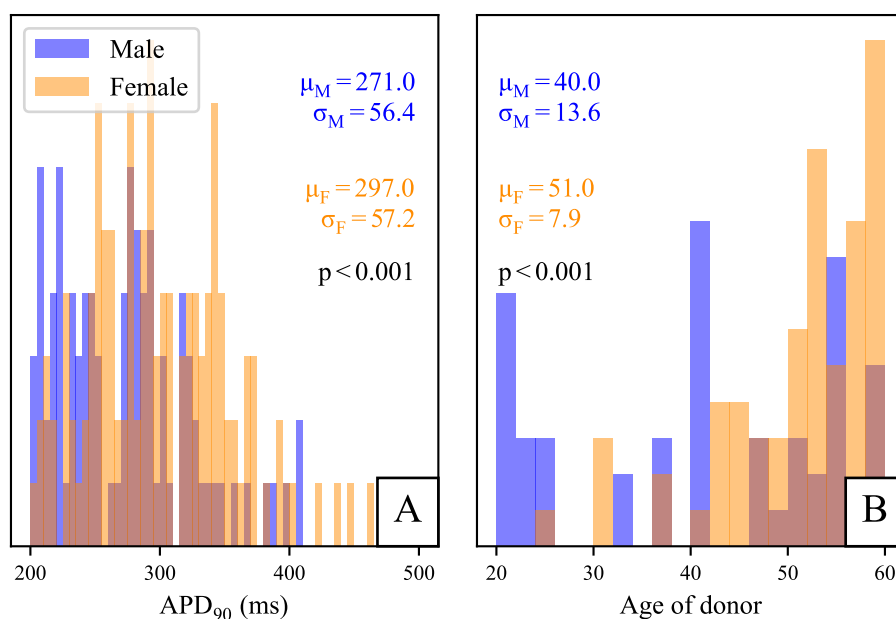 Male
Female
μM = 271.0
σM = 56.4
μF = 297.0
σF = 57.2
p < 0.001
A
200
300
400
500
APD90 (ms)
μM = 40.0
σM = 13.6
μF = 51.0
σF = 7.9
p < 0.001
B
20
30
40
50
60
Age of donor